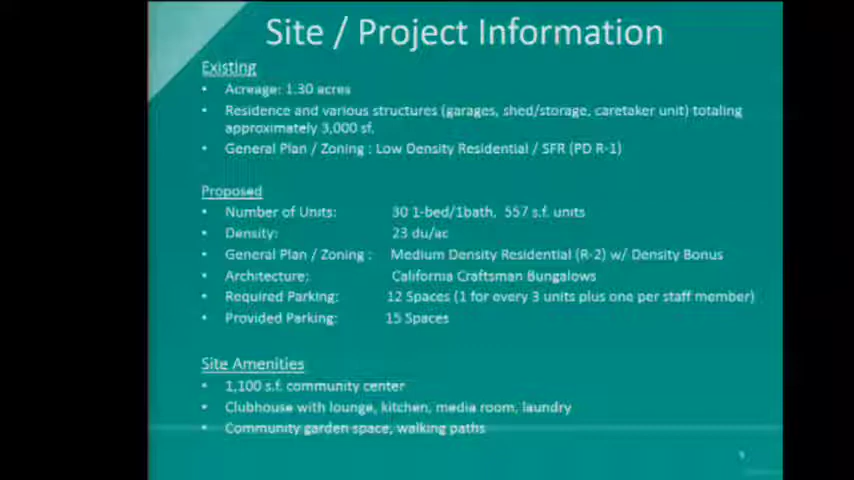 Site / Project Information
Existing
• Acreage: 1.30 acres
• Residence and various structures (garages, shed/storage, caretaker unit) totaling
approximately 3,000 sf.
• General Plan / Zoning : Low Density Residential / SFR (PD R-1)
Proposed
• Number of Units: 30 1-bed/1bath, 557 s.f. units
• Density: 23 du/ac
• General Plan / Zoning : Medium Density Residential (R-2) w/ Density Bonus
• Architecture: California Craftsman Bungalows
• Required Parking: 12 Spaces (1 for every 3 units plus one per staff member)
• Provided Parking: 15 Spaces
Site Amenities
• 1,100 s.f. community center
• Clubhouse with lounge, kitchen, media room, laundry
• Community garden space, walking paths